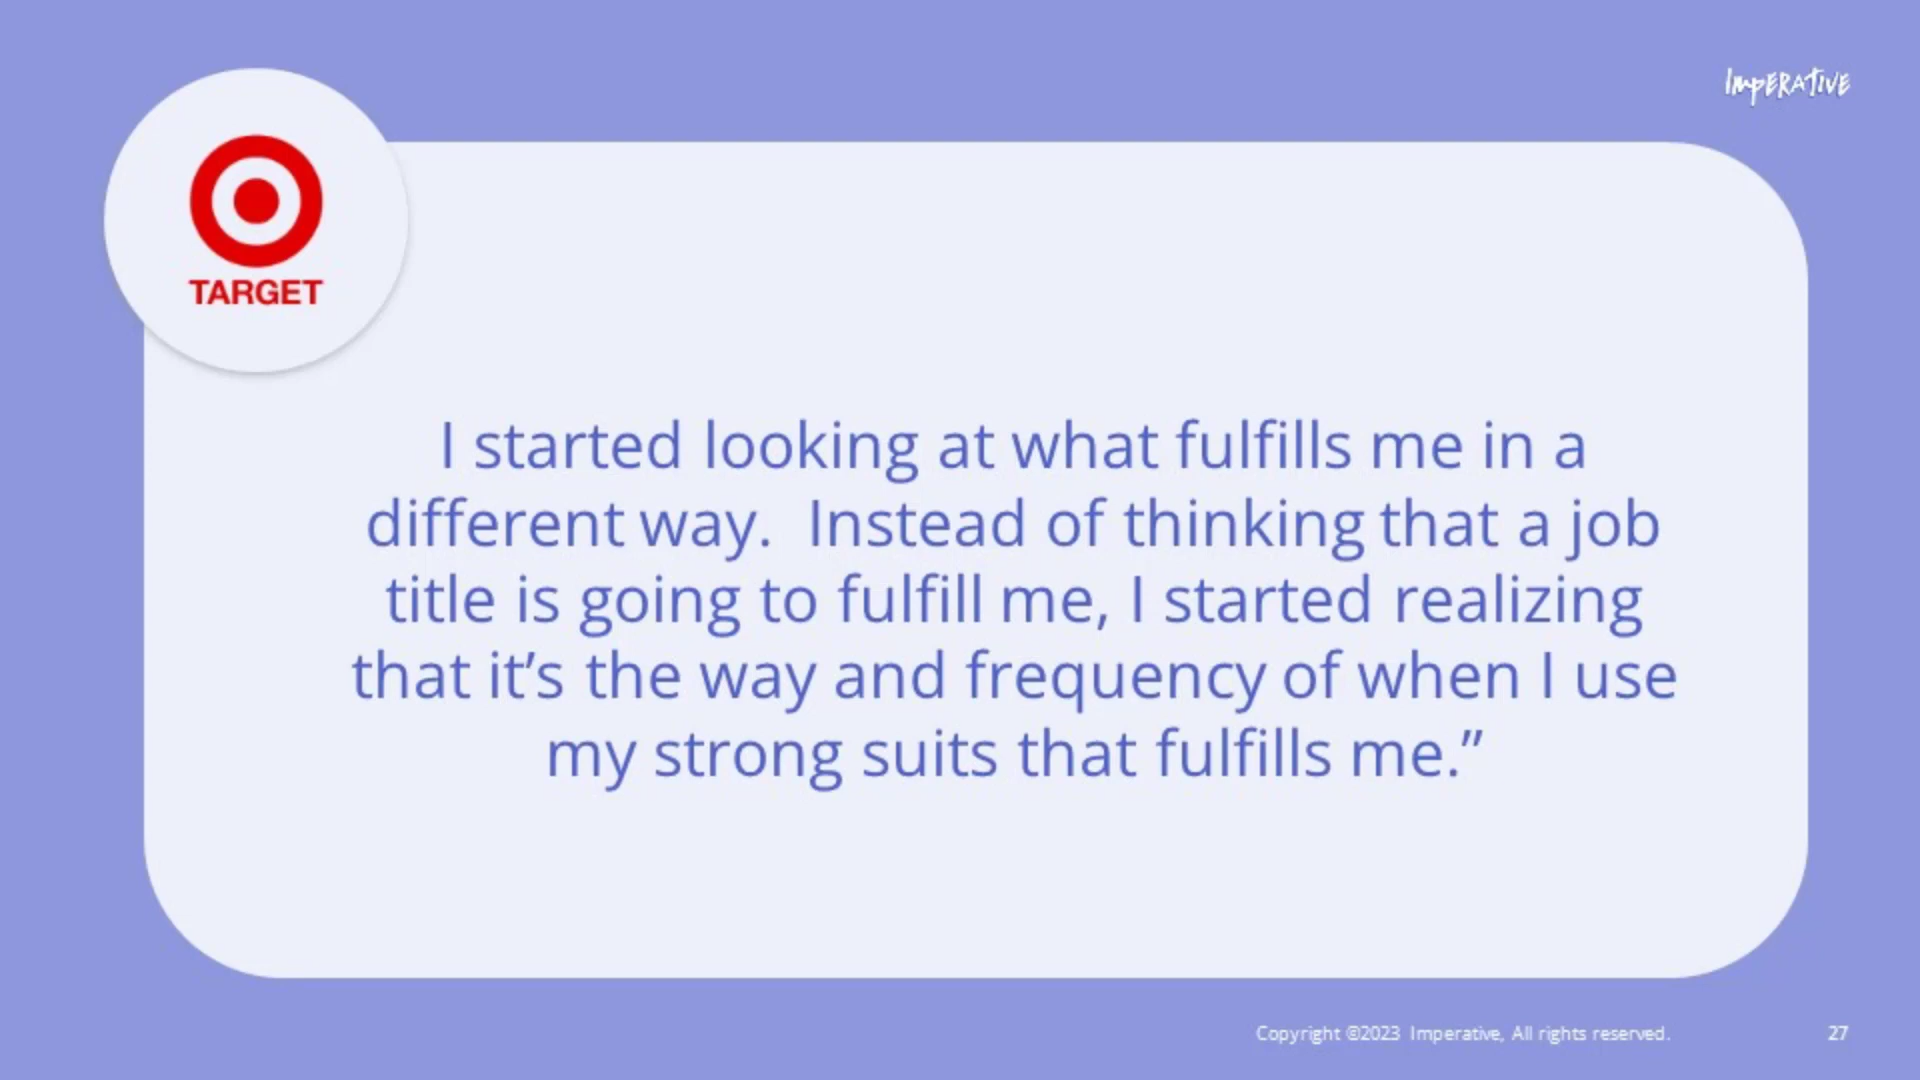 Imperative
TARGET
I started looking at what fulfills me in a
different way.  Instead of thinking that a job
title is going to fulfill me, I started realizing
that it’s the way and frequency of when I use
my strong suits that fulfills me.”
Copyright ©2023  Imperative, All rights reserved.
27